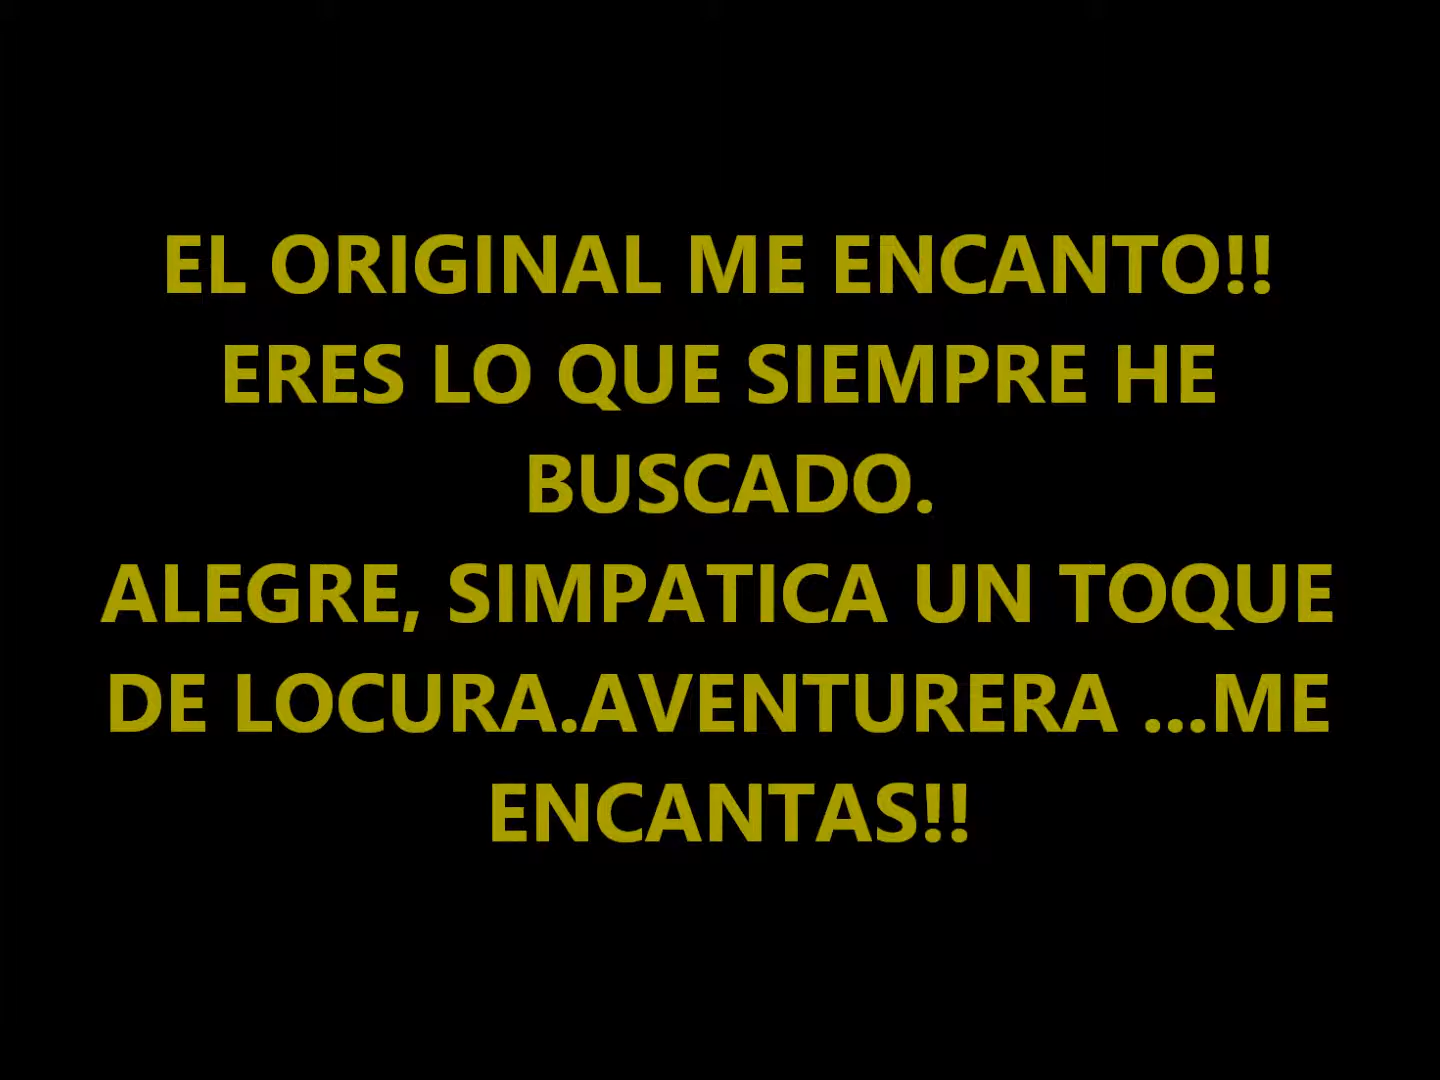 EL ORIGINAL ME ENCANTO!!
ERES LO QUE SIEMPRE HE
BUSCADO.
ALEGRE, SIMPATICA UN TOQUE
DE LOCURA.AVENTURERA ...ME
ENCANTAS!!